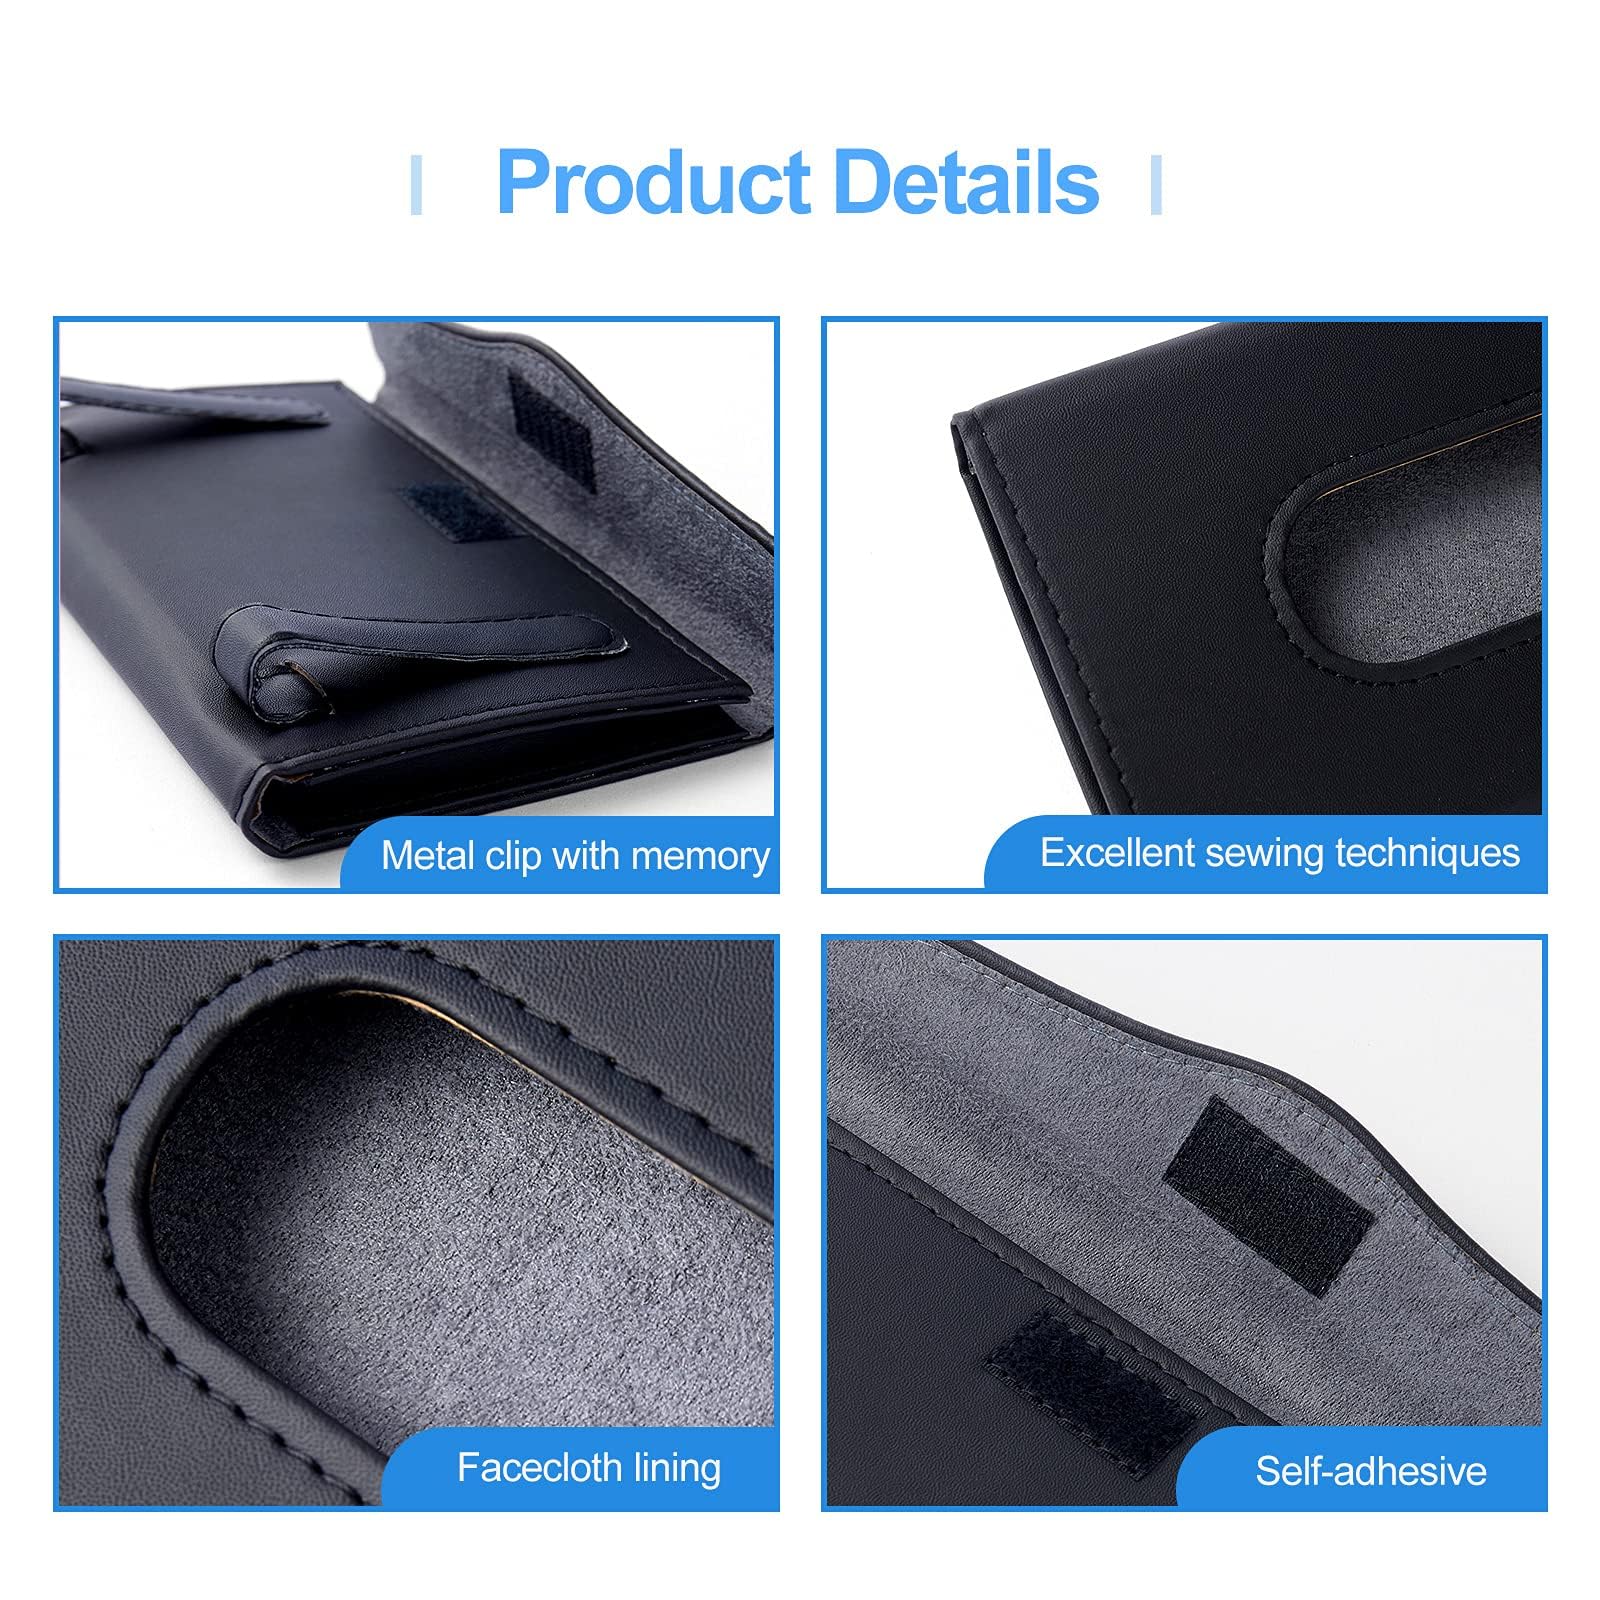 Product Details
Metal clip with memory
Excellent sewing techniques
Facecloth lining
Self-adhesive